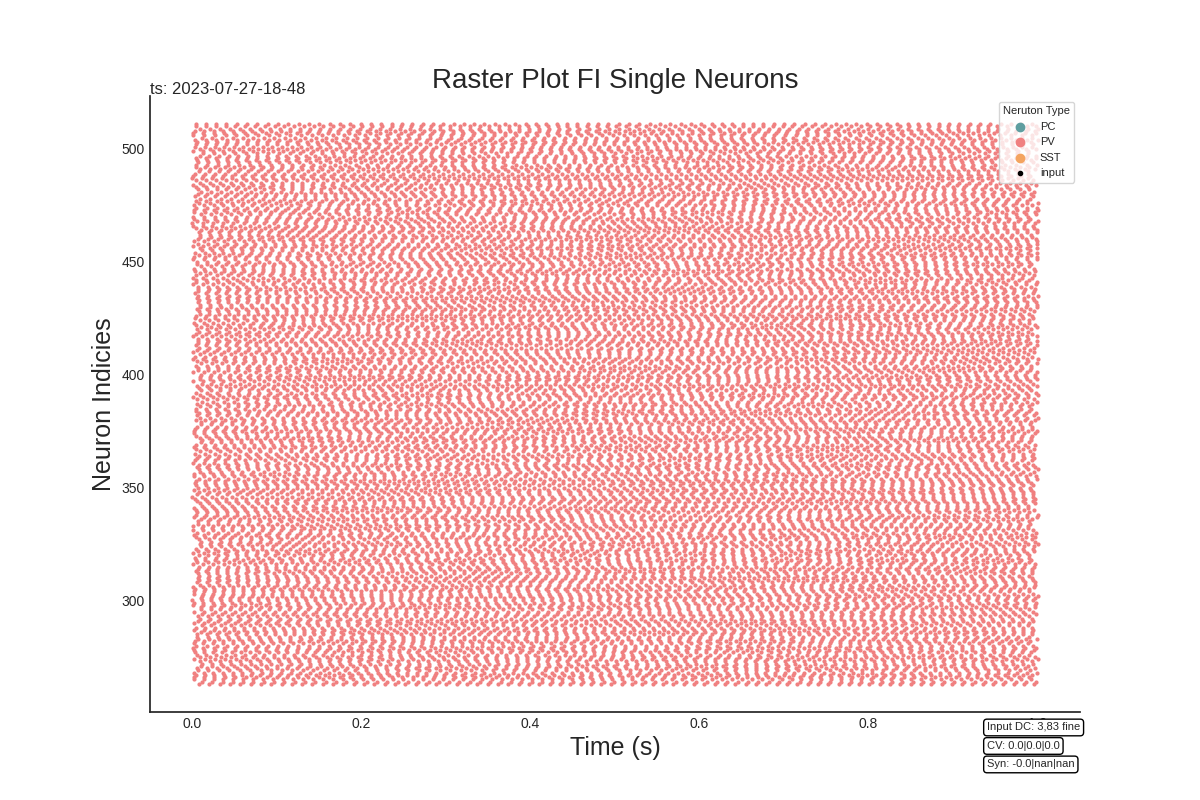 Raster Plot FI Single Neurons
ts: 2023-07-27-18-48
Neruton Type
PC
PV
SST
input
Neuron Indicies
500
450
400
350
300
0.0
0.2
0.4
0.6
0.8
Time (s)
Input DC: 3,83 fine
CV: 0.0|0.0|0.0
Syn: -0.0|nan|nan